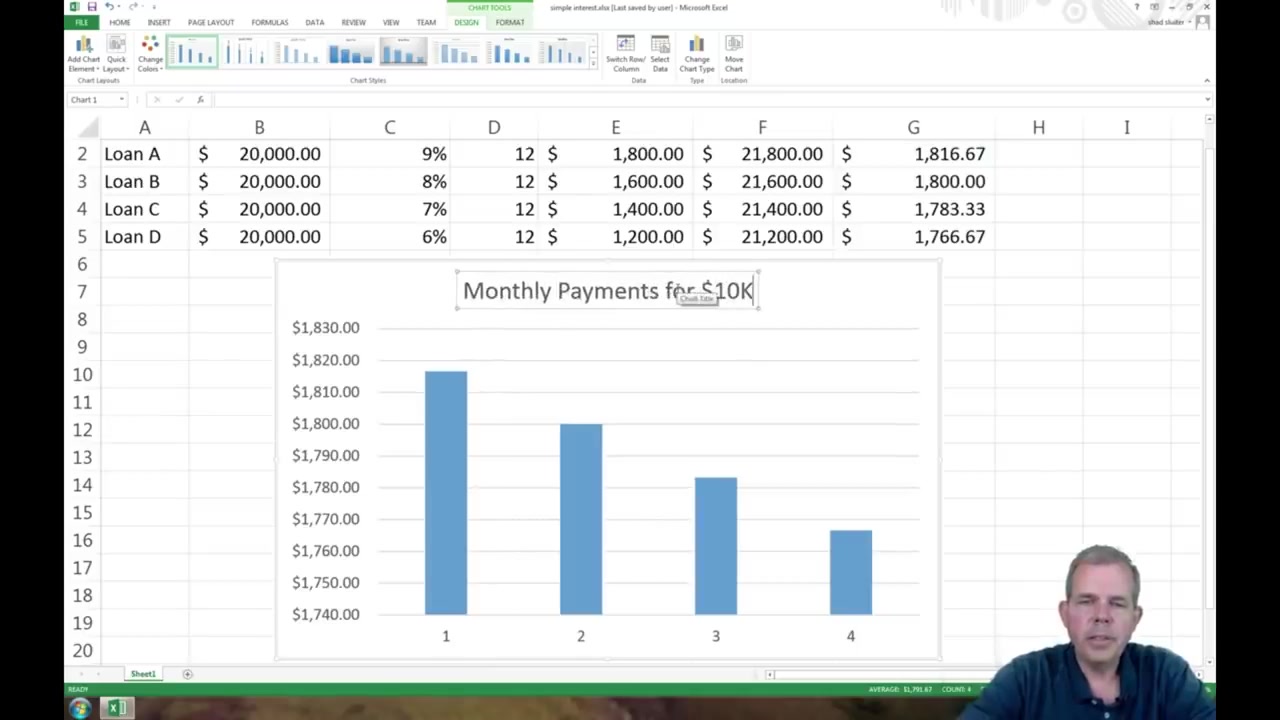 CHART TOOLS
simple interest.xlsx [Last saved by user] - Microsoft Excel
FILE HOME INSERT PAGE LAYOUT FORMULAS DATA REVIEW VIEW TEAM DESIGN FORMAT
shad sluiter
Add Chart Element
Quick Layout
Change Colors
Switch Row/ Column
Select Data
Change Chart Type
Move Chart
Chart Layouts
Chart Styles
Data
Type
Location
Chart 1
A B C D E F G H I
2 Loan A $ 20,000.00 9% 12 $ 1,800.00 $ 21,800.00 $ 1,816.67
3 Loan B $ 20,000.00 8% 12 $ 1,600.00 $ 21,600.00 $ 1,800.00
4 Loan C $ 20,000.00 7% 12 $ 1,400.00 $ 21,400.00 $ 1,783.33
5 Loan D $ 20,000.00 6% 12 $ 1,200.00 $ 21,200.00 $ 1,766.67
6
7
8
9
10
11
12
13
14
15
16
17
18
19
20
Monthly Payments for $10K
Chart Title
$1,830.00
$1,820.00
$1,810.00
$1,800.00
$1,790.00
$1,780.00
$1,770.00
$1,760.00
$1,750.00
$1,740.00
1 2 3 4
Sheet1
READY
AVERAGE: $1,791.67 COUNT: 4